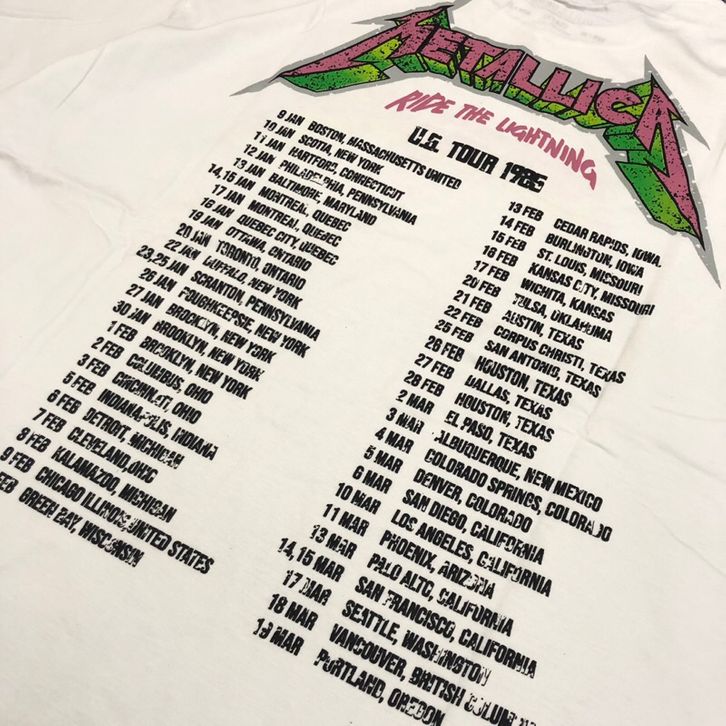 METALLICA
RIDE THE LIGHTNING
U.S. TOUR 1985
9 JAN BOSTON, MASSACHUSETTS UNITED
10 JAN SCOTIA, NEW YORK
11 JAN HARTFORD, CONNECTICUT
12 JAN PHILADELPHIA, PENNSYLVANIA
13 JAN BALTIMORE, MARYLAND
14,15 JAN MONTREAL, QUEBEC
17 JAN MONTREAL, QUEBEC
18 JAN QUEBEC CITY, QUEBEC
19 JAN OTTAWA, ONTARIO
20 JAN TORONTO, ONTARIO
22 JAN BUFFALO, NEW YORK
23,25 JAN SCRANTON, PENNSYLVANIA
26 JAN POUGHKEEPSIE, NEW YORK
27 JAN BROOKLYN, NEW YORK
30 JAN BROOKLYN, NEW YORK
1 FEB COLUMBUS, OHIO
2 FEB CINCINNATI, OHIO
3 FEB INDIANAPOLIS, INDIANA
5 FEB DETROIT, MICHIGAN
6 FEB CLEVELAND, OHIO
7 FEB KALAMAZOO, MICHIGAN
8 FEB CHICAGO ILLINOIS UNITED STATES
9 FEB GREEN BAY, WISCONSIN
FEB
13 FEB CEDAR RAPIDS, IOWA,
14 FEB BURLINGTON, IOWA
15 FEB ST. LOUIS, MISSOURI
16 FEB KANSAS CITY, MISSOURI
17 FEB WICHITA, KANSAS
20 FEB TULSA, OKLAHOMA
21 FEB AUSTIN, TEXAS
22 FEB CORPUS CHRISTI, TEXAS
25 FEB SAN ANTONIO, TEXAS
26 FEB HOUSTON, TEXAS
27 FEB DALLAS, TEXAS
28 FEB HOUSTON, TEXAS
2 MAR EL PASO, TEXAS
3 MAR ALBUQUERQUE, NEW MEXICO
4 MAR COLORADO SPRINGS, COLORADO
5 MAR DENVER, COLORADO
6 MAR SAN DIEGO, CALIFORNIA
10 MAR LOS ANGELES, CALIFORNIA
11 MAR PHOENIX, ARIZONA
13 MAR PALO ALTO, CALIFORNIA
14,15 MAR SAN FRANCISCO, CALIFORNIA
17 MAR SEATTLE, WASHINGTON
18 MAR VANCOUVER, BRITISH COLUMB
19 MAR PORTLAND, OREGON